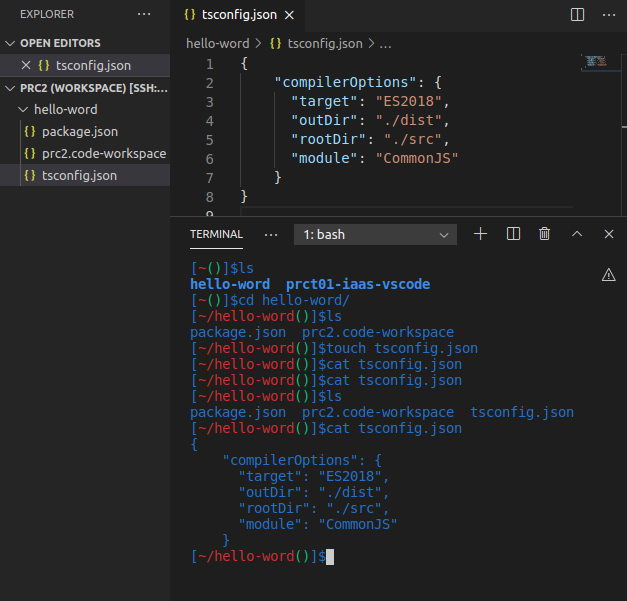 EXPLORER ...
OPEN EDITORS
{} tsconfig.json
PRC2 (WORKSPACE) [SSH:...
hello-word
{} package.json
{} prc2.code-workspace
{} tsconfig.json
{} tsconfig.json
...
hello-word > {} tsconfig.json > ...
1 {
2 "compilerOptions": {
3 "target": "ES2018",
4 "outDir": "./dist",
5 "rootDir": "./src",
6 "module": "CommonJS"
7 }
8 }
9
TERMINAL ... 1: bash
[~()]$ls
hello-word prct01-iaas-vscode
[~()]$cd hello-word/
[~/hello-word()]$ls
package.json prc2.code-workspace
[~/hello-word()]$touch tsconfig.json
[~/hello-word()]$cat tsconfig.json
[~/hello-word()]$cat tsconfig.json
[~/hello-word()]$ls
package.json prc2.code-workspace tsconfig.json
[~/hello-word()]$cat tsconfig.json
{
"compilerOptions": {
"target": "ES2018",
"outDir": "./dist",
"rootDir": "./src",
"module": "CommonJS"
}
[~/hello-word()]$